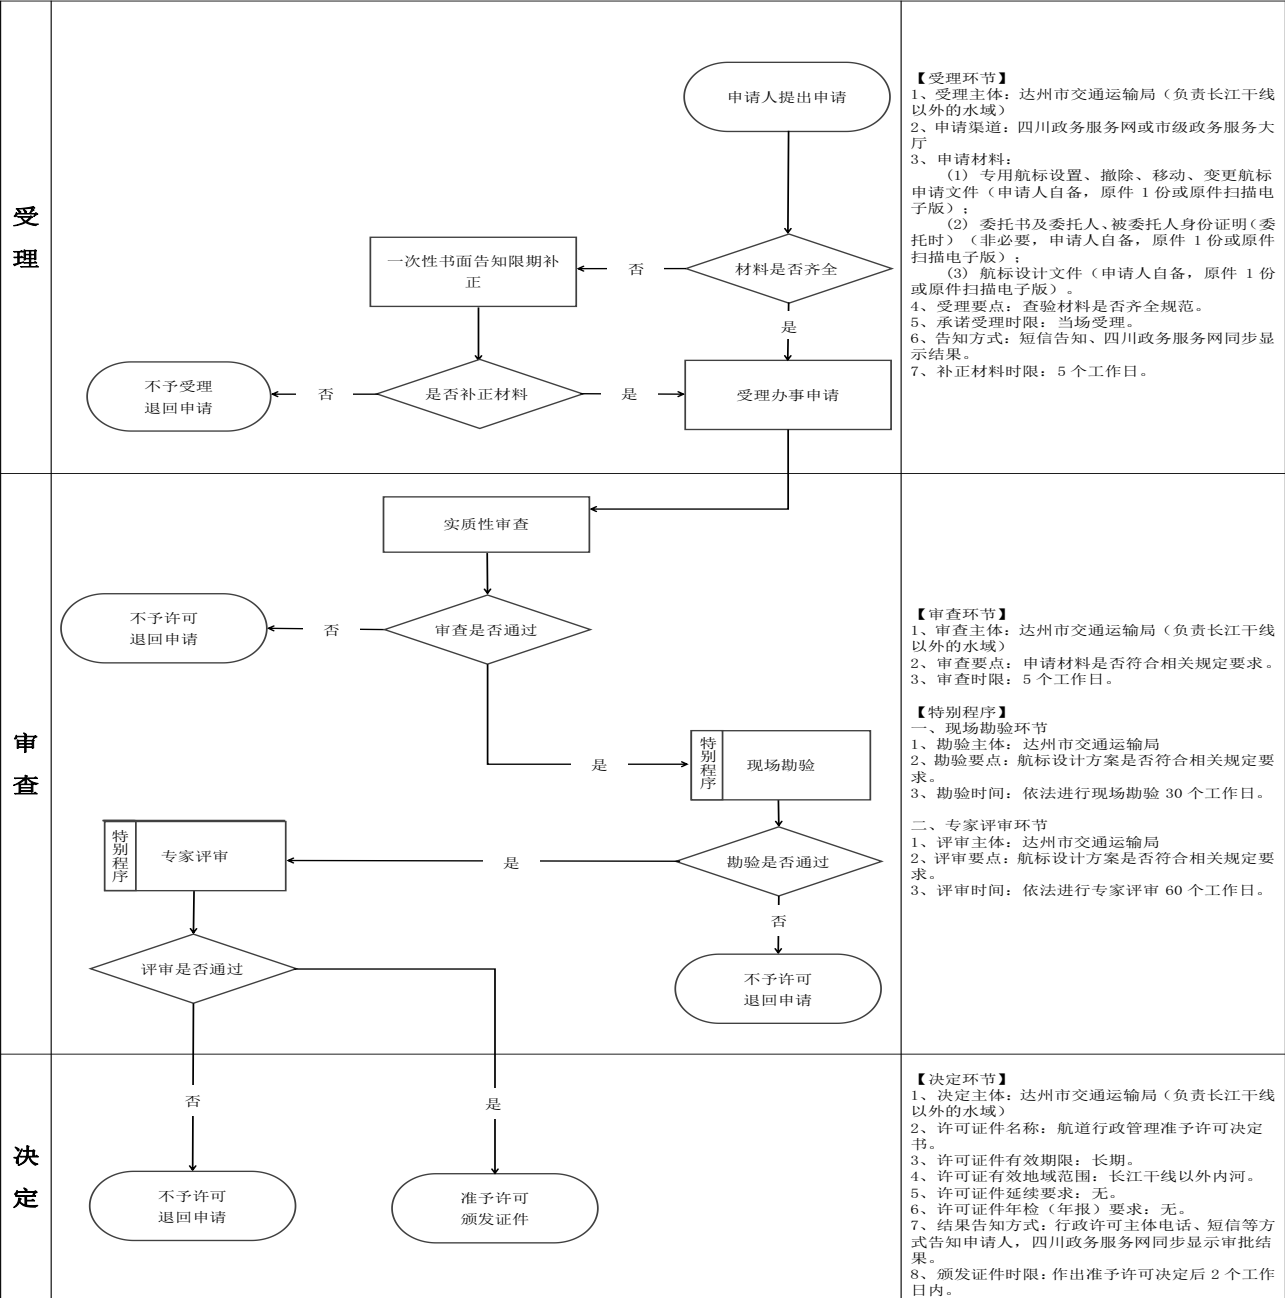 受
理
申请人提出申请
材料是否齐全
否
一次性书面告知限期补
正
是
是否补正材料
否
不予受理
退回申请
是
受理办事申请
【受理环节】
1、受理主体：达州市交通运输局（负责长江干线
以外的水域）
2、申请渠道：四川政务服务网或市级政务服务大
厅
3、申请材料：
（1）专用航标设置、撤除、移动、变更航标
申请文件（申请人自备，原件 1 份或原件扫描电
子版）；
（2）委托书及委托人、被委托人身份证明（委
托时）（非必要，申请人自备，原件 1 份或原件
扫描电子版）；
（3）航标设计文件（申请人自备，原件 1 份
或原件扫描电子版）。
4、受理要点：查验材料是否齐全规范。
5、承诺受理时限：当场受理。
6、告知方式：短信告知、四川政务服务网同步显
示结果。
7、补正材料时限：5 个工作日。
审
查
实质性审查
审查是否通过
否
不予许可
退回申请
是
特别程序
现场勘验
勘验是否通过
是
特别程序
专家评审
否
不予许可
退回申请
评审是否通过
【审查环节】
1、审查主体：达州市交通运输局（负责长江干线
以外的水域）
2、审查要点：申请材料是否符合相关规定要求。
3、审查时限：5 个工作日。
【特别程序】
一、现场勘验环节
1、勘验主体：达州市交通运输局
2、勘验要点：航标设计方案是否符合相关规定要
求。
3、勘验时间：依法进行现场勘验 30 个工作日。
二、专家评审环节
1、评审主体：达州市交通运输局
2、评审要点：航标设计方案是否符合相关规定要
求。
3、评审时间：依法进行专家评审 60 个工作日。
决
定
否
是
不予许可
退回申请
准予许可
颁发证件
【决定环节】
1、决定主体：达州市交通运输局（负责长江干线
以外的水域）
2、许可证件名称：航道行政管理准予许可决定
书。
3、许可证件有效期限：长期。
4、许可证有效地域范围：长江干线以外内河。
5、许可证件延续要求：无。
6、许可证件年检（年报）要求：无。
7、结果告知方式：行政许可主体电话、短信等方
式告知申请人，四川政务服务网同步显示审批结
果。
8、颁发证件时限：作出准予许可决定后 2 个工作
日内。